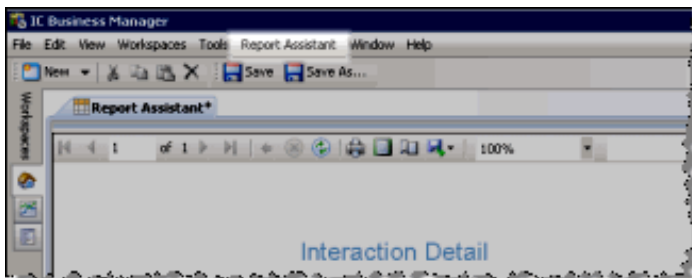 IC Business Manager
File Edit View Workspaces Tools Report Assistant Window Help
New Save Save As...
Workspaces
Report Assistant*
1 of 1 100%
Interaction Detail